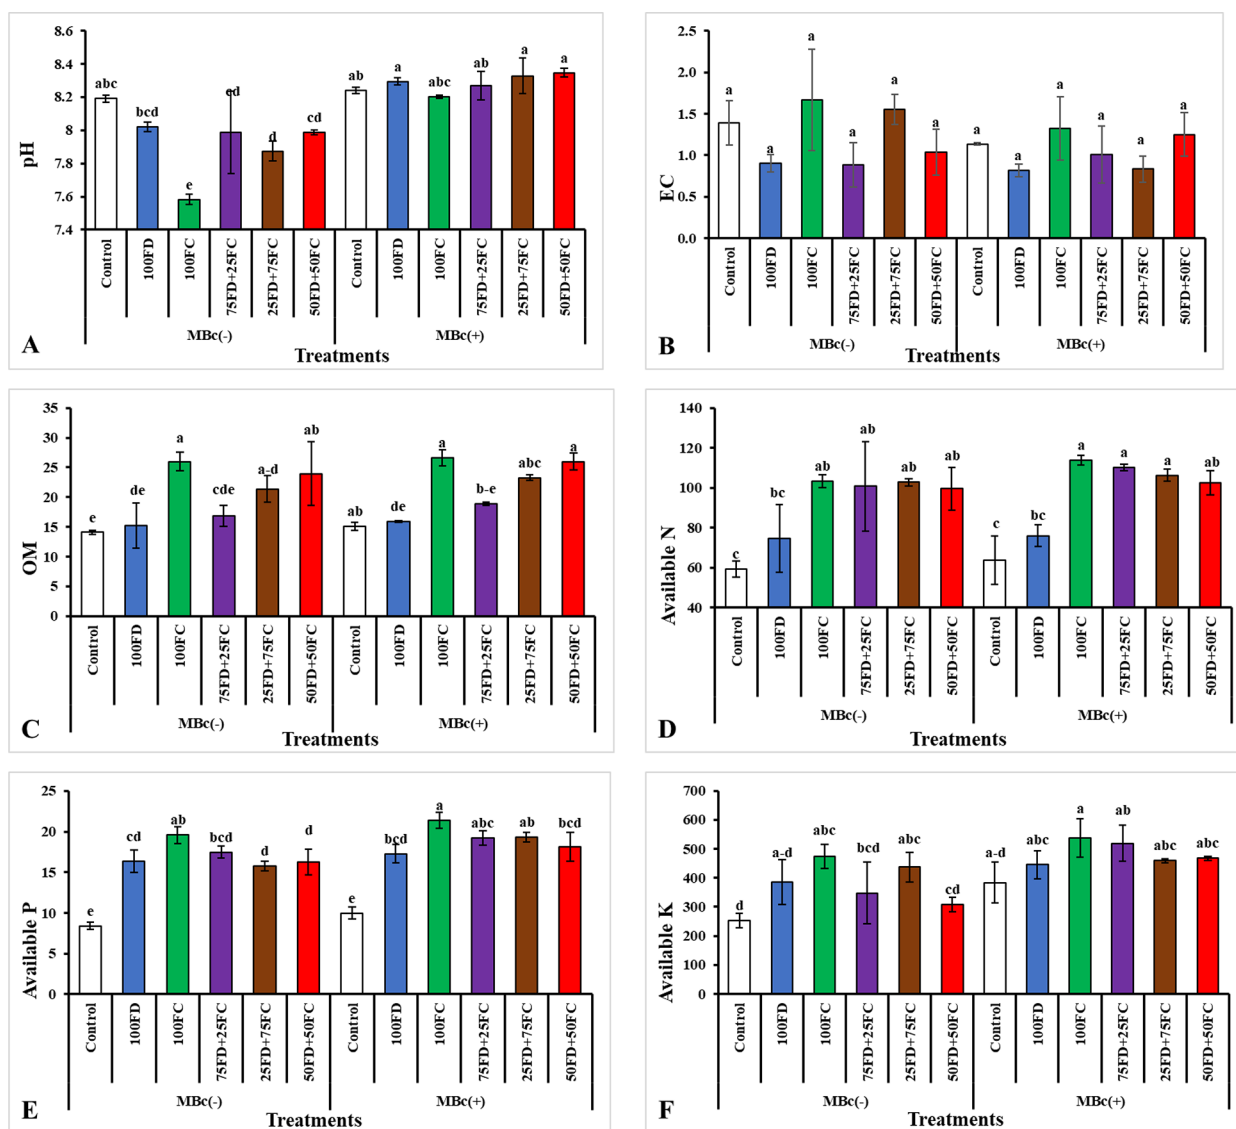 8.6
8.4
8.2
8
7.8
7.6
7.4
pH
abc
bcd
e
cd
d
cd
ab
a
abc
ab
a
a
Control
100FD
100FC
75FD+25FC
25FD+75FC
50FD+50FC
Control
100FD
100FC
75FD+25FC
25FD+75FC
50FD+50FC
MBc(-)
MBc(+)
Treatments
A
2.5
2.0
1.5
1.0
0.5
0.0
EC
a
a
a
a
a
a
a
a
a
a
a
a
Control
100FD
100FC
75FD+25FC
25FD+75FC
50FD+50FC
Control
100FD
100FC
75FD+25FC
25FD+75FC
50FD+50FC
MBc(-)
MBc(+)
Treatments
B
35
30
25
20
15
10
5
0
OM
e
de
a
cde
a-d
ab
ab
de
a
b-e
abc
a
Control
100FD
100FC
75FD+25FC
25FD+75FC
50FD+50FC
Control
100FD
100FC
75FD+25FC
25FD+75FC
50FD+50FC
MBc(-)
MBc(+)
Treatments
C
140
120
100
80
60
40
Available N
c
bc
ab
ab
ab
ab
c
bc
a
a
a
ab
Control
100FD
100FC
75FD+25FC
25FD+75FC
50FD+50FC
Control
100FD
100FC
75FD+25FC
25FD+75FC
50FD+50FC
MBc(-)
MBc(+)
Treatments
D
25
20
15
10
5
0
Available P
e
cd
ab
bcd
d
d
e
bcd
a
abc
ab
bcd
Control
100FD
100FC
75FD+25FC
25FD+75FC
50FD+50FC
Control
100FD
100FC
75FD+25FC
25FD+75FC
50FD+50FC
MBc(-)
MBc(+)
Treatments
E
700
600
500
400
300
200
100
0
Available K
d
a-d
abc
bcd
abc
cd
a-d
abc
a
ab
abc
abc
Control
100FD
100FC
75FD+25FC
25FD+75FC
50FD+50FC
Control
100FD
100FC
75FD+25FC
25FD+75FC
50FD+50FC
MBc(-)
MBc(+)
Treatments
F